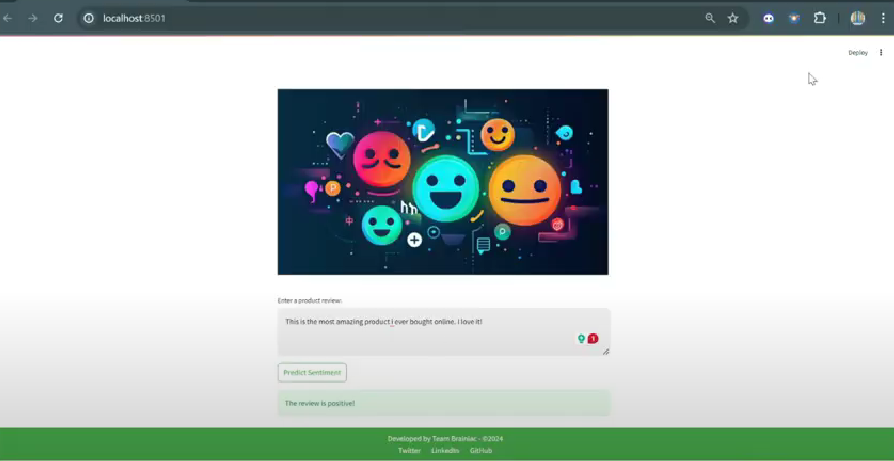 localhost:8501
Deploy
Enter a product review:
This is the most amazing product i ever bought online. I love it!
1
Predict Sentiment
The review is positive!
Developed by Team Brainiac - ©2024
Twitter LinkedIn GitHub